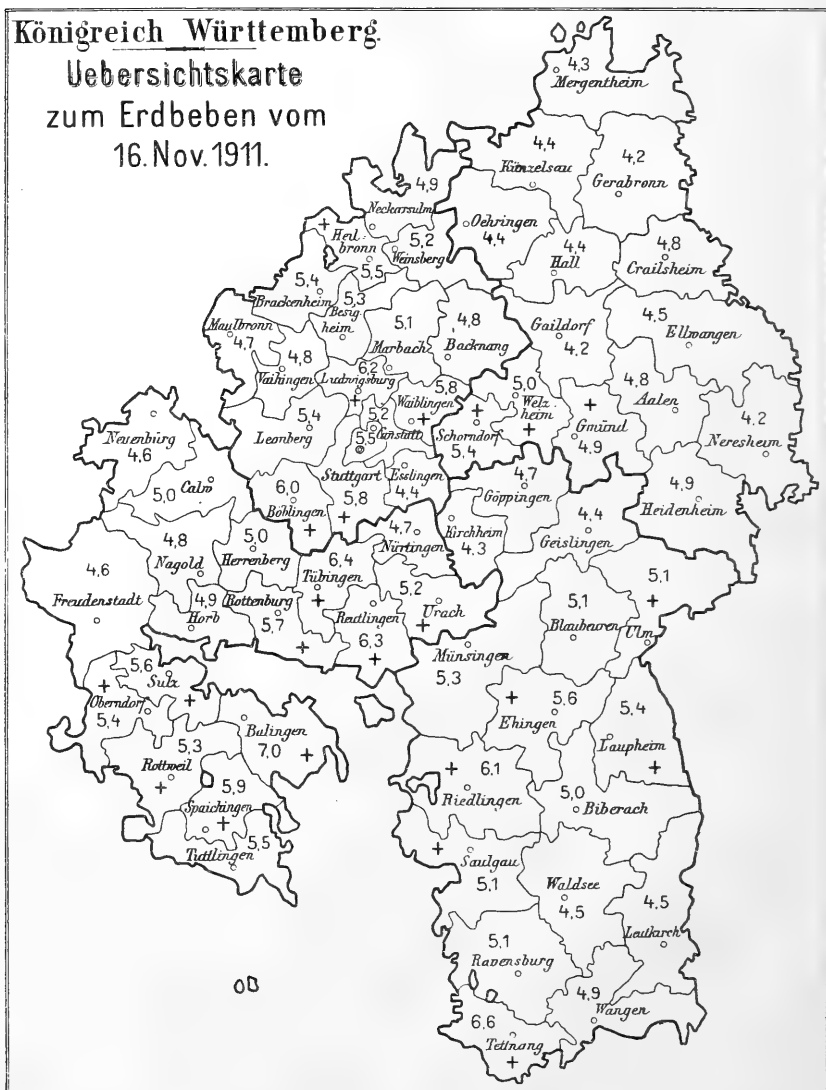 Königreich Württemberg.
Uebersichtskarte
zum Erdbeben vom
16. Nov. 1911.
4,3
Mergentheim
4,4
Künzelsau
4,2
Gerabronn
4,9
Neckarsulm
Oehringen
4,4
4,4
Hall
4,8
Crailsheim
+
Heil-
bronn
5,5
5,2
Weinsberg
5,4
Brackenheim
5,3
Besig-
heim
5,1
Marbach
4,8
Backnang
Gaildorf
4,2
4,5
Ellwangen
Maulbronn
4,7
4,8
Vaihingen
6,2
Ludwigsburg
+
5,8
Waiblingen
+
5,0
Welz-
heim
+
+
Schorndorf
5,4
+
Gmünd
4,9
4,8
Aalen
4,2
Neresheim
Neuenbürg
4,6
5,4
Leonberg
5,2
Canstatt
5,5
Stuttgart
5,8
+
Esslingen
4,4
4,7
Göppingen
4,9
Heidenheim
Calw
5,0
6,0
Böblingen
+
4,7
Nürtingen
Kirchheim
4,3
4,4
Geislingen
4,6
Freudenstadt
4,8
Nagold
5,0
Herrenberg
6,4
Tübingen
+
5,2
Urach
+
5,1
Blaubeuren
5,1
+
Ulm
4,9
Horb
Rottenburg
5,7
+
Reutlingen
6,3
+
Münsingen
5,3
5,6
Sulz
+
+
Oberndorf
5,4
Balingen
7,0 +
+
5,6
Ehingen
5,4
Laupheim
+
5,3
Rottweil
+
5,9
Spaichingen
+
+
6,1
Riedlingen
5,0
Biberach
5,5
Tuttlingen
+
Saulgau
5,1
Waldsee
4,5
4,5
Leutkirch
5,1
Ravensburg
4,9
Wangen
6,6
Tettnang
+